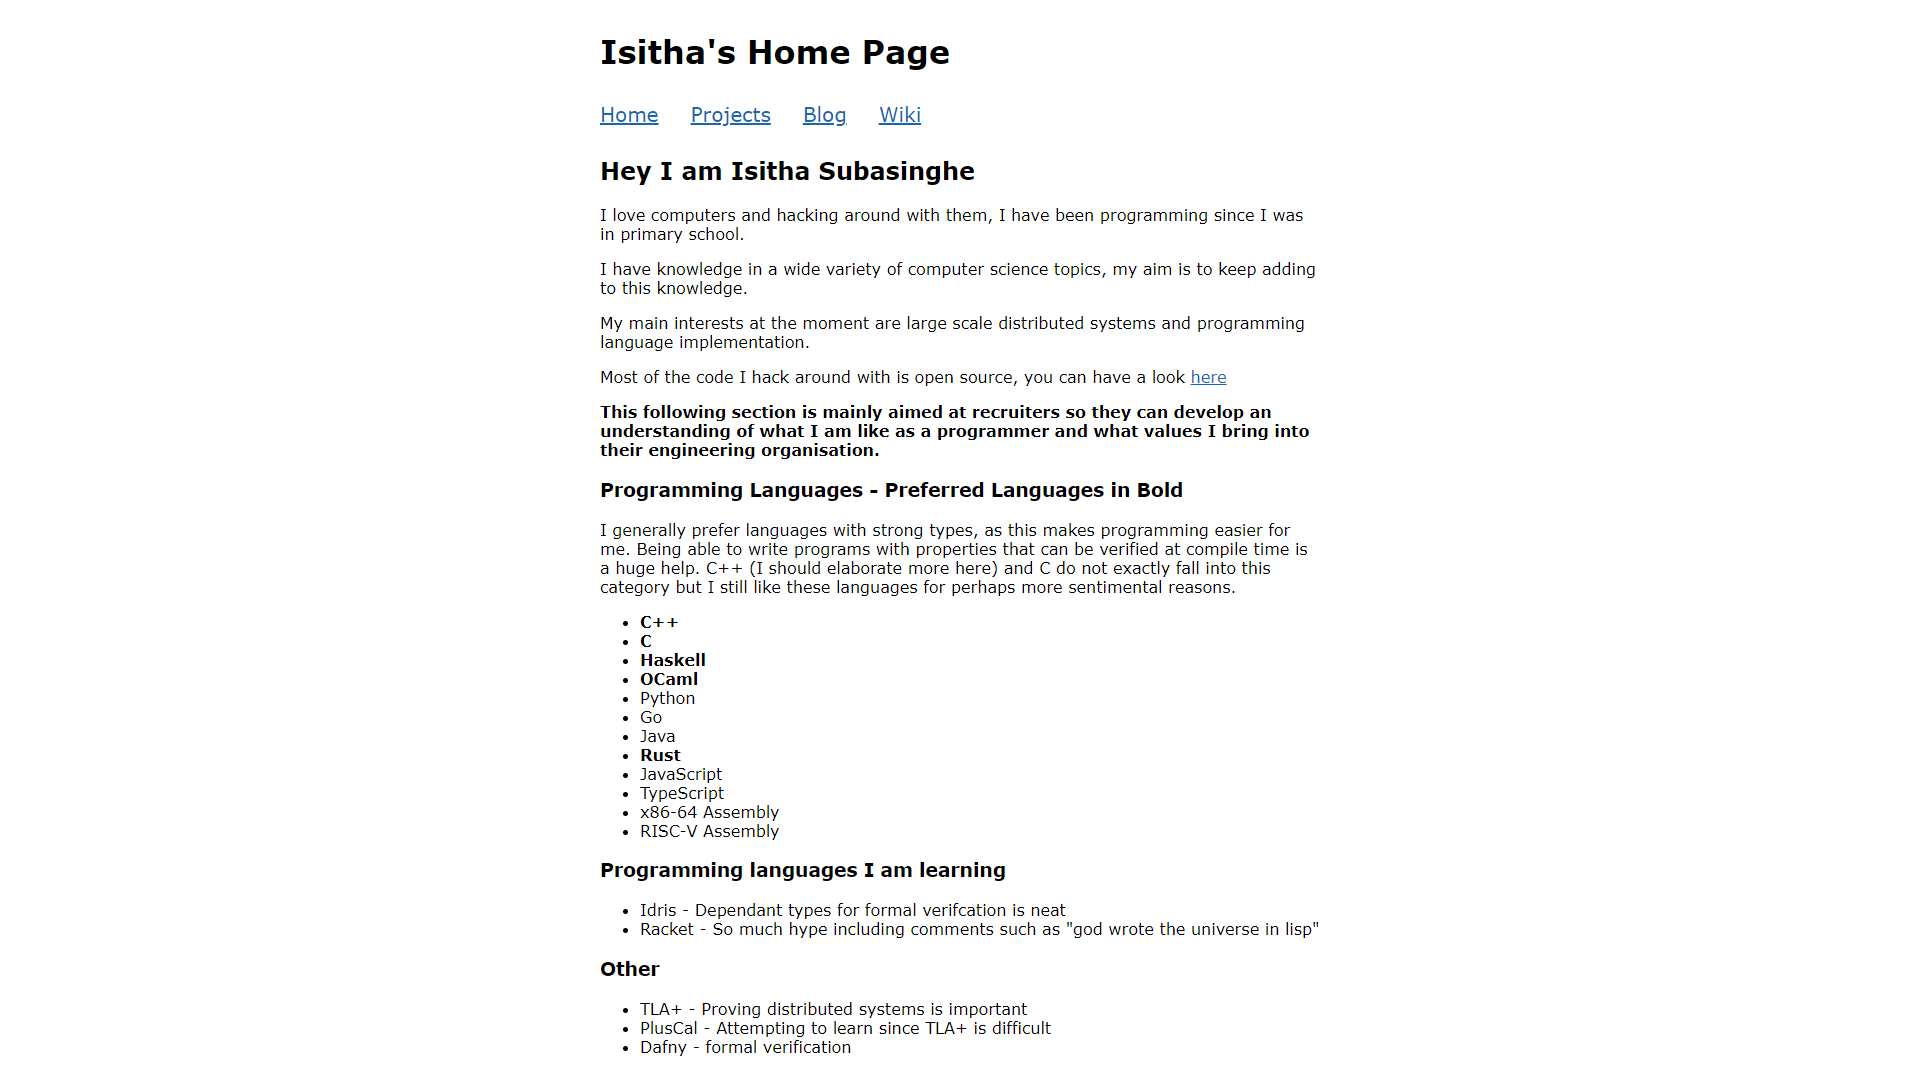 Isitha's Home Page
Home Projects Blog Wiki
Hey I am Isitha Subasinghe
I love computers and hacking around with them, I have been programming since I was
in primary school.
I have knowledge in a wide variety of computer science topics, my aim is to keep adding
to this knowledge.
My main interests at the moment are large scale distributed systems and programming
language implementation.
Most of the code I hack around with is open source, you can have a look here
This following section is mainly aimed at recruiters so they can develop an
understanding of what I am like as a programmer and what values I bring into
their engineering organisation.
Programming Languages - Preferred Languages in Bold
I generally prefer languages with strong types, as this makes programming easier for
me. Being able to write programs with properties that can be verified at compile time is
a huge help. C++ (I should elaborate more here) and C do not exactly fall into this
category but I still like these languages for perhaps more sentimental reasons.
• C++
• C
• Haskell
• OCaml
• Python
• Go
• Java
• Rust
• JavaScript
• TypeScript
• x86-64 Assembly
• RISC-V Assembly
Programming languages I am learning
• Idris - Dependant types for formal verifcation is neat
• Racket - So much hype including comments such as "god wrote the universe in lisp"
Other
• TLA+ - Proving distributed systems is important
• PlusCal - Attempting to learn since TLA+ is difficult
• Dafny - formal verification